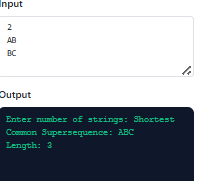 Input
2
AB
BC
Output
Enter number of strings: Shortest
Common Supersequence: ABC
Length: 3